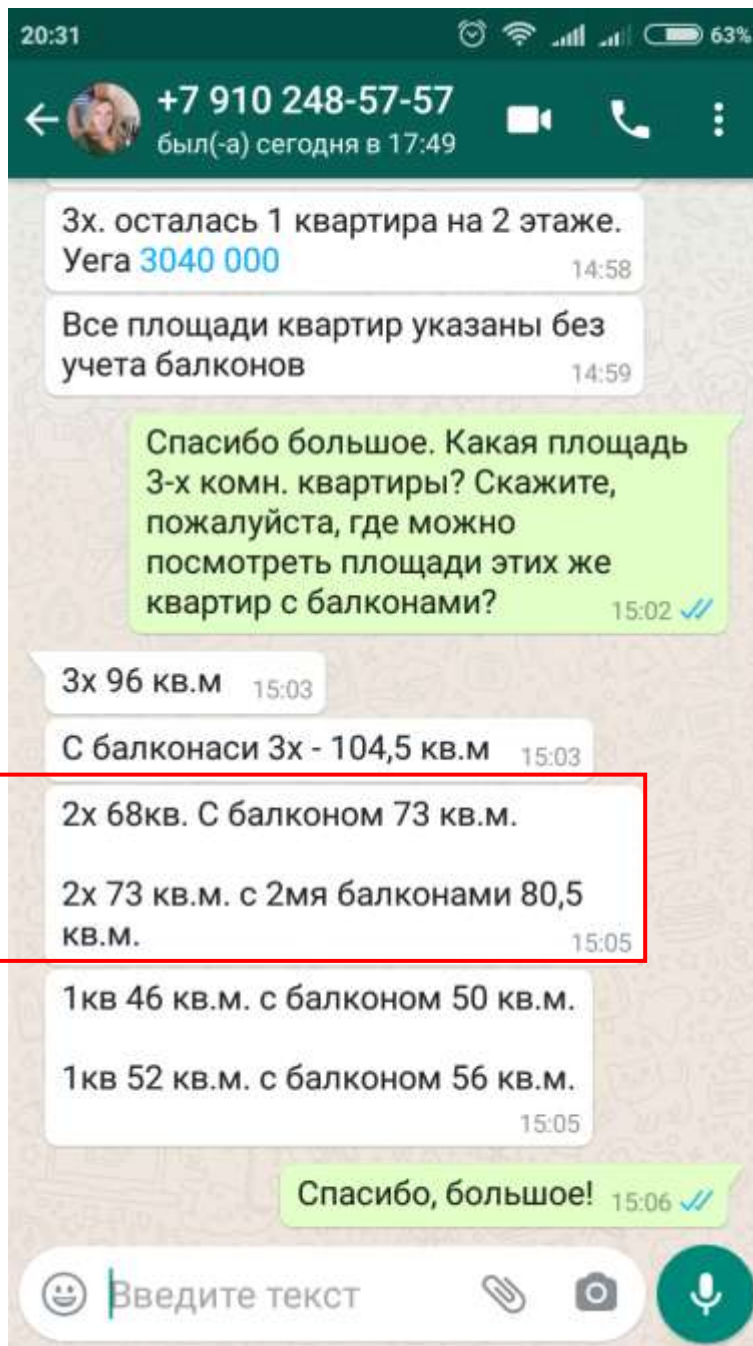 20:31
63%
+7 910 248-57-57
был(-а) сегодня в 17:49
3х. осталась 1 квартира на 2 этаже.
Уега 3040 000
14:58
Все площади квартир указаны без
учета балконов
14:59
Спасибо большое. Какая площадь
3-х комн. квартиры? Скажите,
пожалуйста, где можно
посмотреть площади этих же
квартир с балконами?
15:02
3х 96 кв.м 15:03
С балконаси 3х - 104,5 кв.м 15:03
2х 68кв. С балконом 73 кв.м.
2х 73 кв.м. с 2мя балконами 80,5
кв.м.
15:05
1кв 46 кв.м. с балконом 50 кв.м.
1кв 52 кв.м. с балконом 56 кв.м.
15:05
Спасибо, большое! 15:06
Введите текст